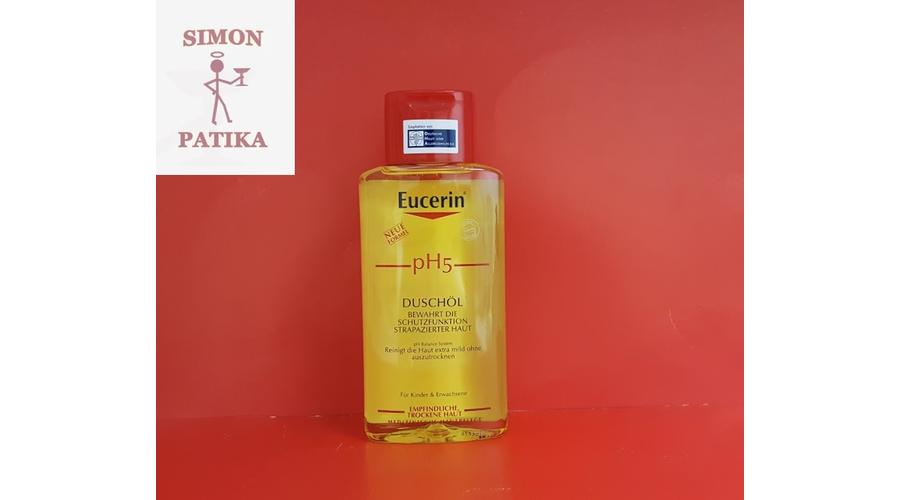 SIMON
PATIKA
Eucerin®
NEUE
FORMEL
pH5
DUSCHÖL
BEWAHRT DIE
SCHUTZFUNKTION
STRAPAZIERTER HAUT
pH Balance System
Reinigt die Haut extra mild ohne
auszutrocknen
Für Kinder & Erwachsene
EMPFINDLICHE,
TROCKENE HAUT